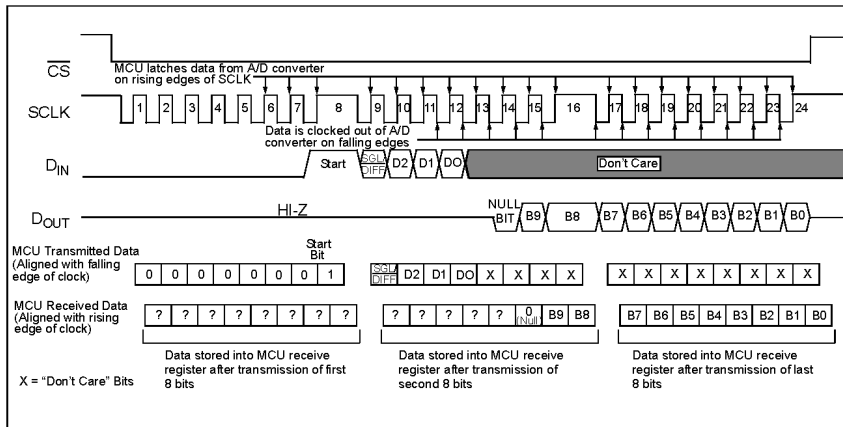 CS
MCU latches data from A/D converter
on rising edges of SCLK
SCLK
1 2 3 4 5 6 7 8 9 10 11 12 13 14 15 16 17 18 19 20 21 22 23 24
Data is clocked out of A/D
converter on falling edges
DIN
Start SGL/ DIFF D2 D1 DO Don't Care
DOUT
HI-Z
NULL
BIT B9 B8 B7 B6 B5 B4 B3 B2 B1 B0
MCU Transmitted Data
(Aligned with falling
edge of clock)
Start
Bit
0 0 0 0 0 0 0 1 SGL/ DIFF D2 D1 DO X X X X X X X X X X X X
MCU Received Data
(Aligned with rising
edge of clock)
? ? ? ? ? ? ? ? ? ? ? ? ? 0 (Null) B9 B8 B7 B6 B5 B4 B3 B2 B1 B0
Data stored into MCU receive
register after transmission of first
8 bits
Data stored into MCU receive
register after transmission of
second 8 bits
Data stored into MCU receive
register after transmission of last
8 bits
X = "Don't Care" Bits